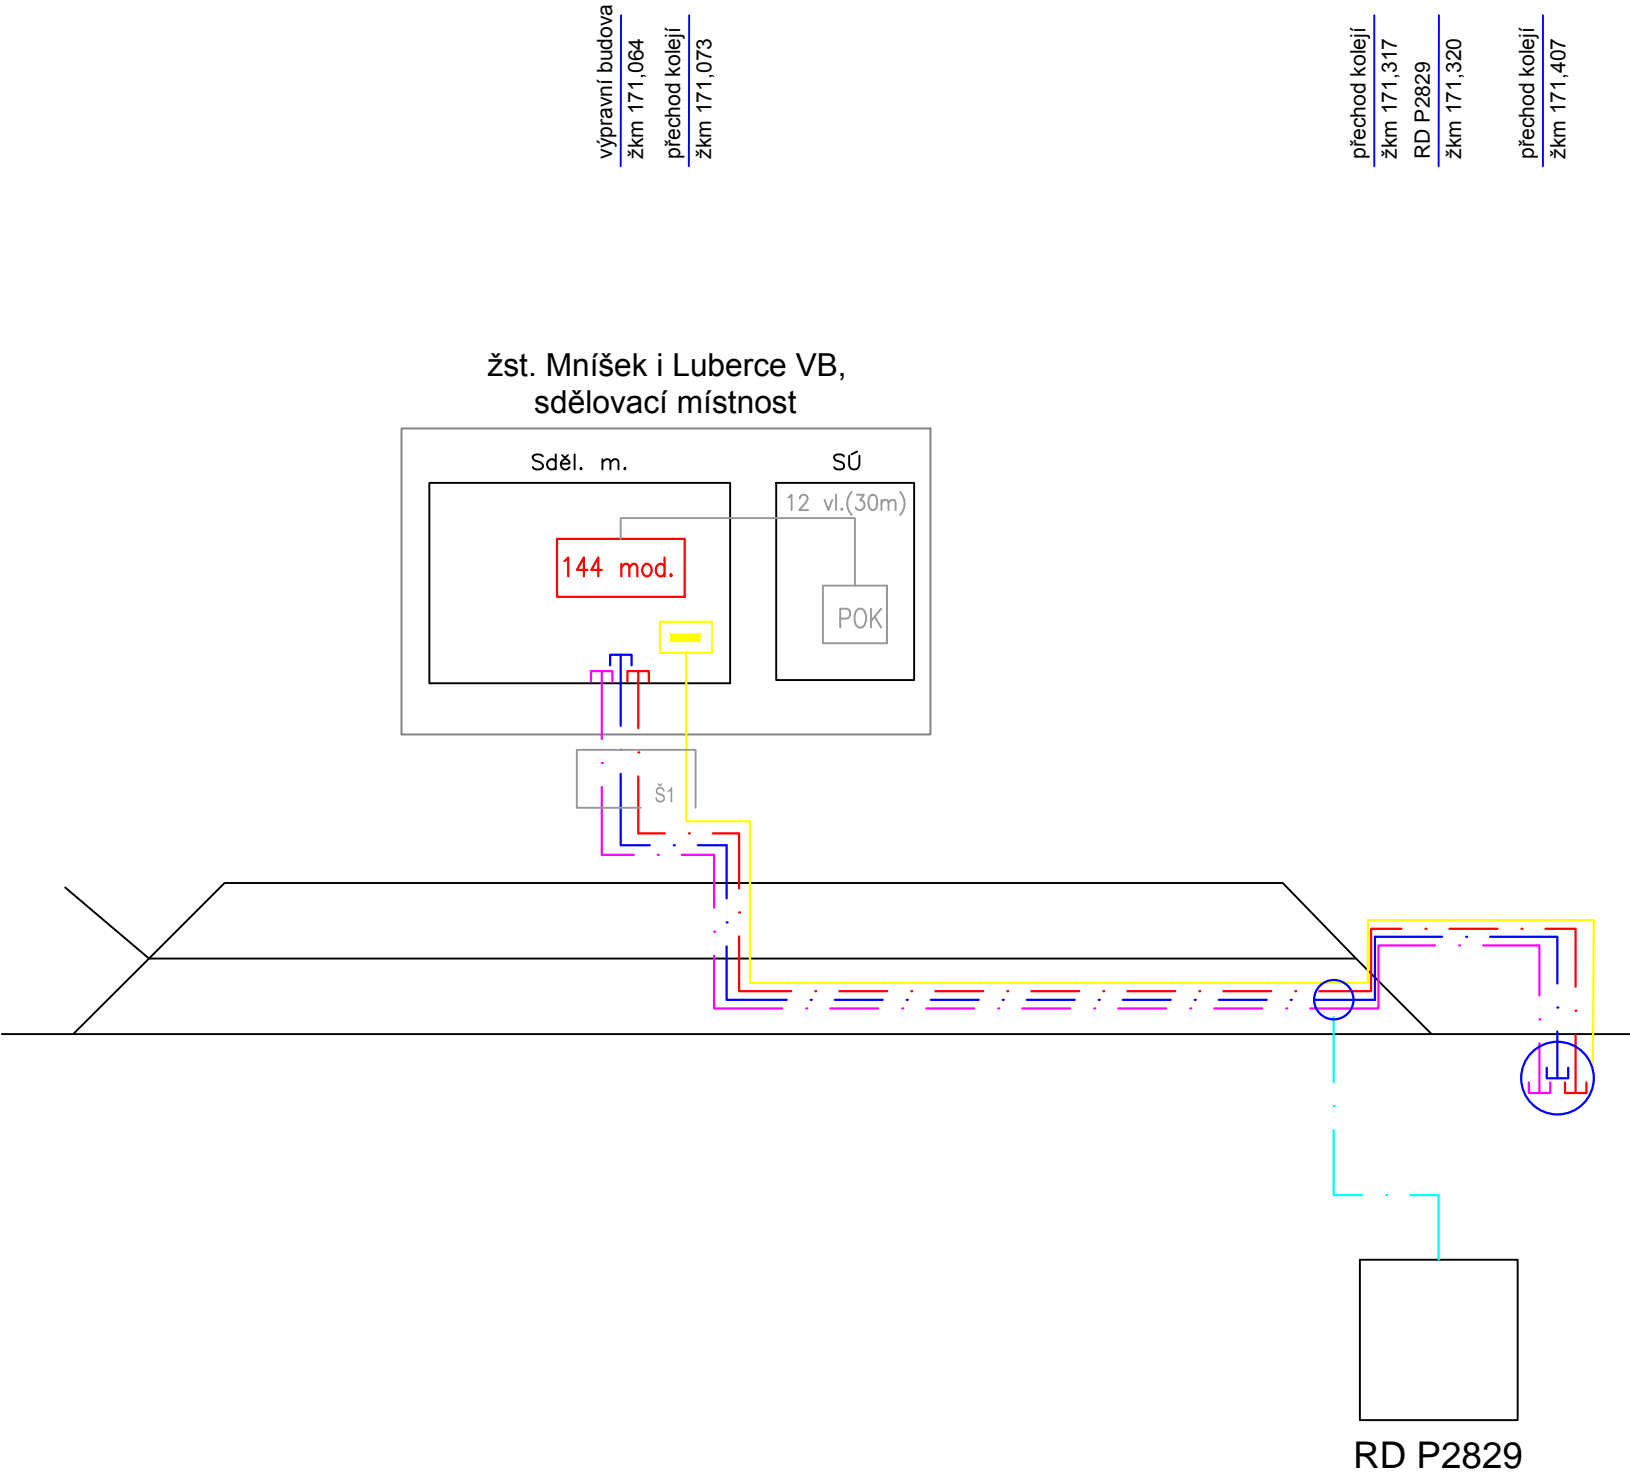 výpravní budova
žkm 171,064
přechod kolejí
žkm 171,073
přechod kolejí
žkm 171,317
RD P2829
žkm 171,320
přechod kolejí
žkm 171,407
žst. Mníšek i Luberce VB,
sdělovací místnost
Sděl. m.
SÚ
12 vl.(30m)
144 mod.
POK
Š1
RD P2829